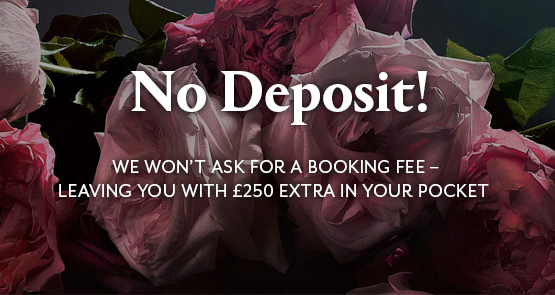 No Deposit!
WE WON'T ASK FOR A BOOKING FEE –
LEAVING YOU WITH £250 EXTRA IN YOUR POCKET